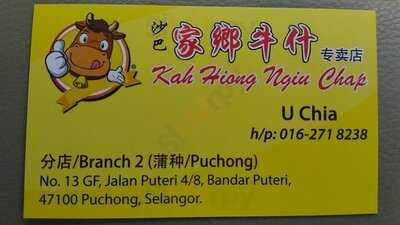 沙巴 家鄉牛什 专卖店
Kah Hiong Ngiu Chap
U Chia
h/p: 016-271 8238
分店/Branch 2 (蒲种/Puchong)
No. 13 GF, Jalan Puteri 4/8, Bandar Puteri,
47100 Puchong, Selangor.